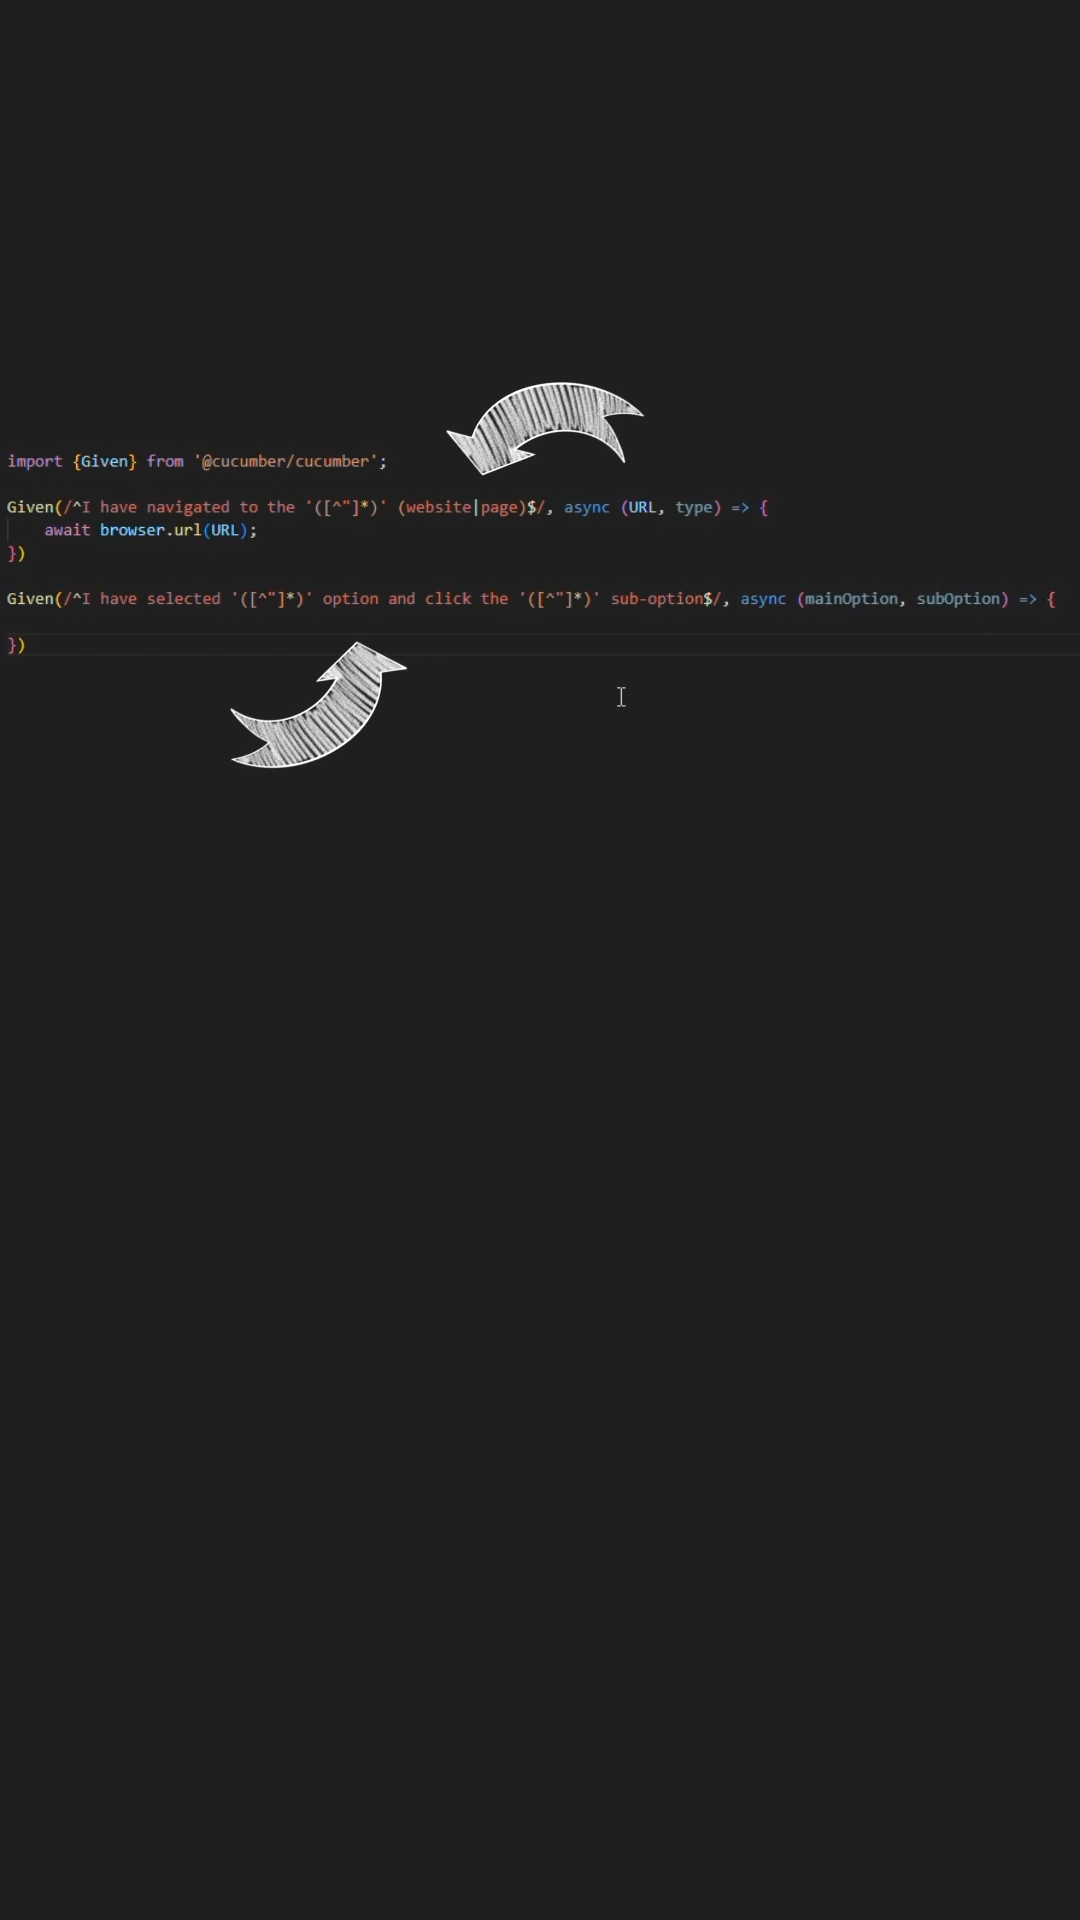 import {Given} from '@cucumber/cucumber';
Given(/^I have navigated to the '([^"]*)' (website|page)$/, async (URL, type) => {
    await browser.url(URL);
})
Given(/^I have selected '([^"]*)' option and click the '([^"]*)' sub-option$/, async (mainOption, subOption) => {
})